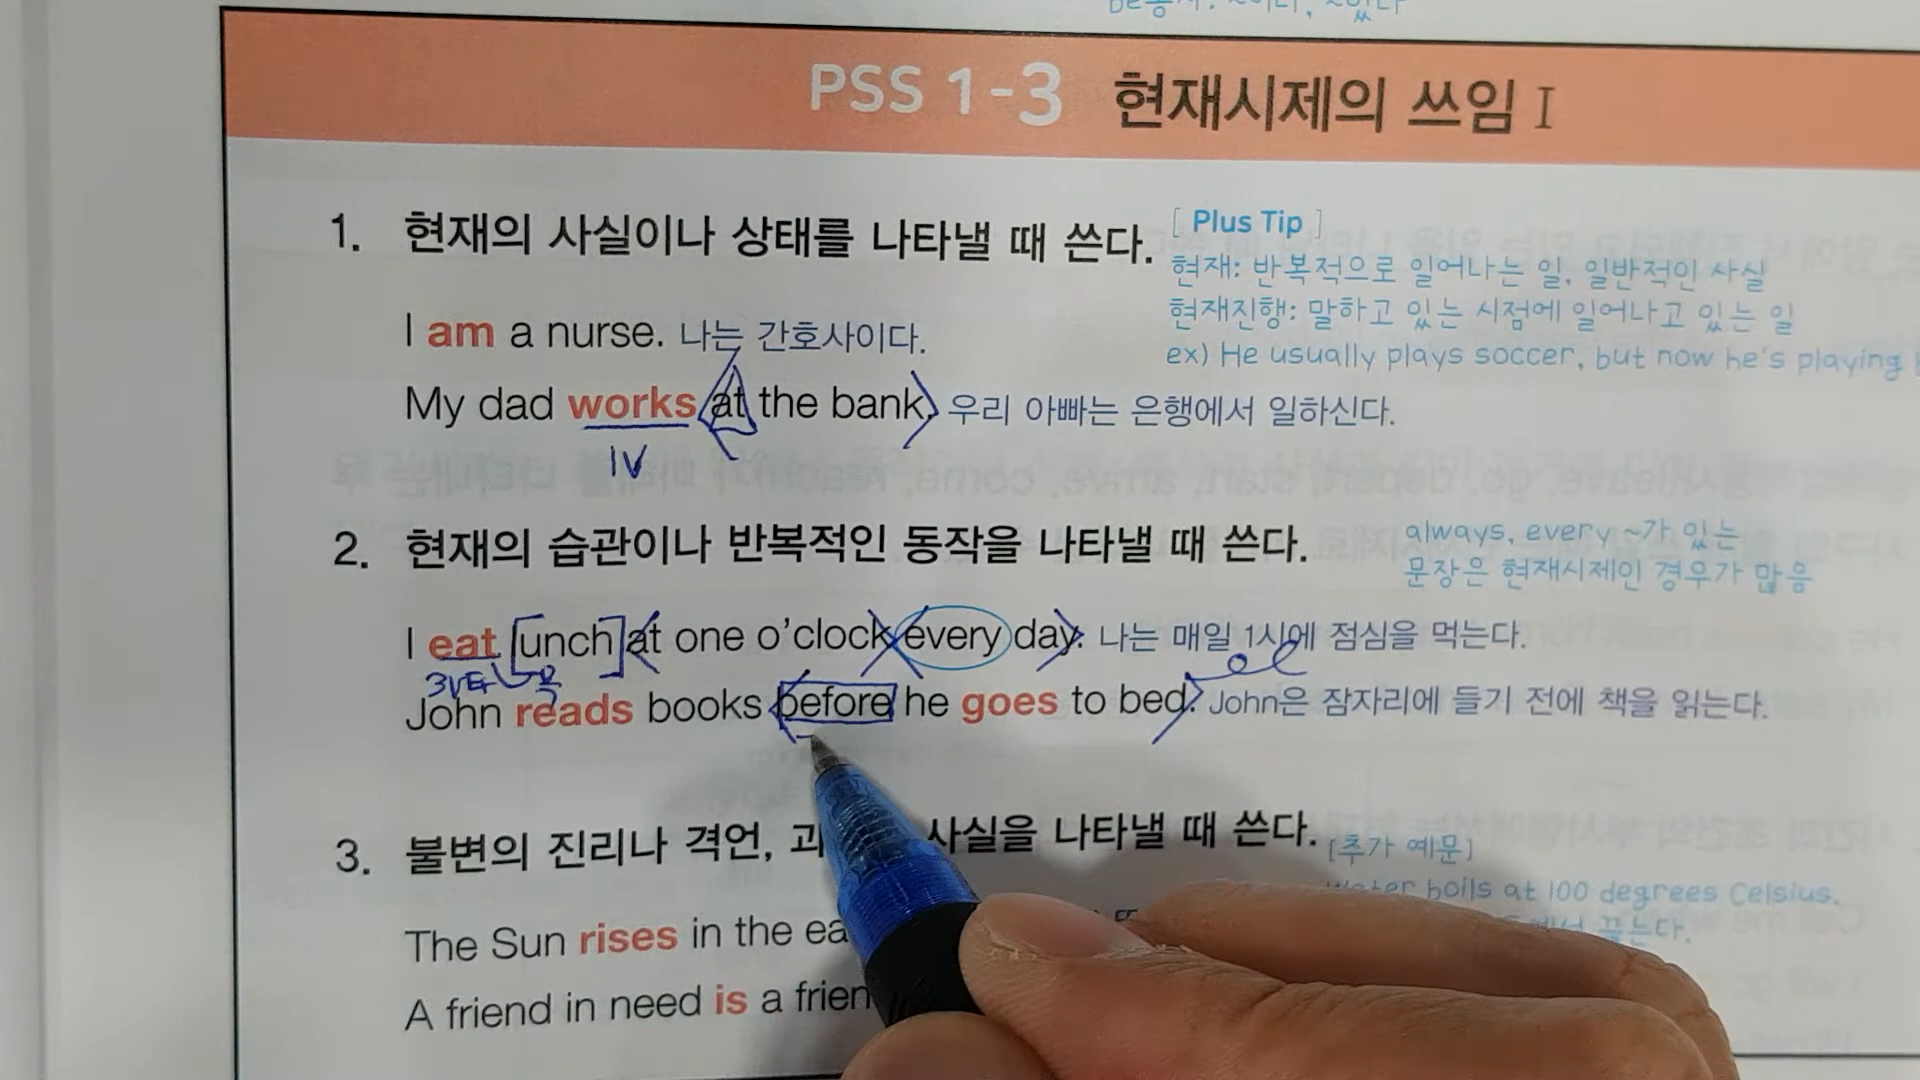 PSS 1-3 현재시제의 쓰임 I
1. 현재의 사실이나 상태를 나타낼 때 쓴다.
[ Plus Tip ]
현재: 반복적으로 일어나는 일, 일반적인 사실
현재진행: 말하고 있는 시점에 일어나고 있는 일
ex) He usually plays soccer, but now he's playing
I am a nurse. 나는 간호사이다.
My dad works at the bank. 우리 아빠는 은행에서 일하신다.
IV
2. 현재의 습관이나 반복적인 동작을 나타낼 때 쓴다.
always, every ~가 있는
문장은 현재시제인 경우가 많음
I eat lunch at one o'clock every day. 나는 매일 1시에 점심을 먹는다.
John reads books before he goes to bed. John은 잠자리에 들기 전에 책을 읽는다.
3. 불변의 진리나 격언, 사실을 나타낼 때 쓴다.
[추가 예문]
Water boils at 100 degrees Celsius.
끓는다.
The Sun rises in the
A friend in need is a